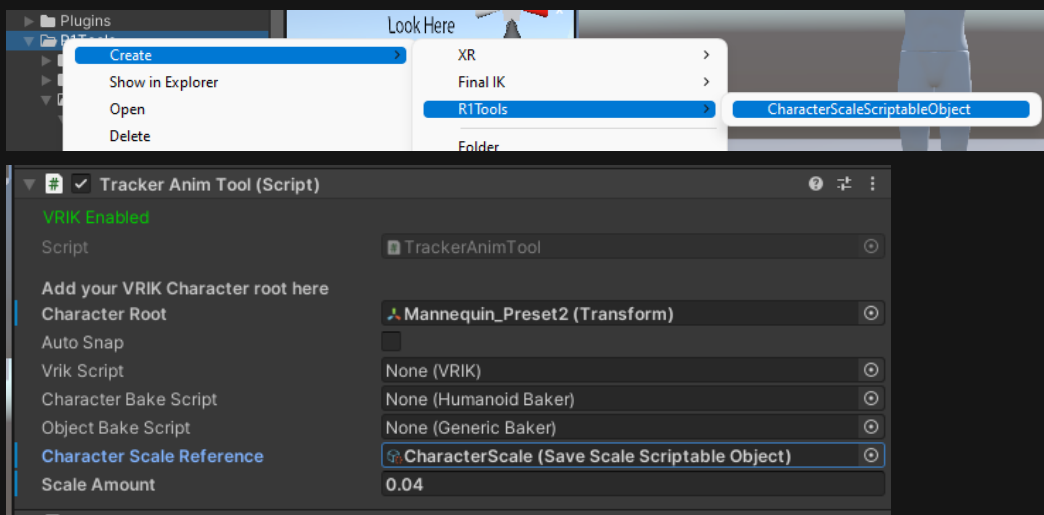 Plugins
Look Here
R1Tools
Create
XR
Show in Explorer
Final IK
Open
R1Tools
CharacterScaleScriptableObject
Delete
Folder
# Tracker Anim Tool (Script)
VRIK Enabled
Script
TrackerAnimTool
Add your VRIK Character root here
Character Root
Mannequin_Preset2 (Transform)
Auto Snap
Vrik Script
None (VRIK)
Character Bake Script
None (Humanoid Baker)
Object Bake Script
None (Generic Baker)
Character Scale Reference
CharacterScale (Save Scale Scriptable Object)
Scale Amount
0.04